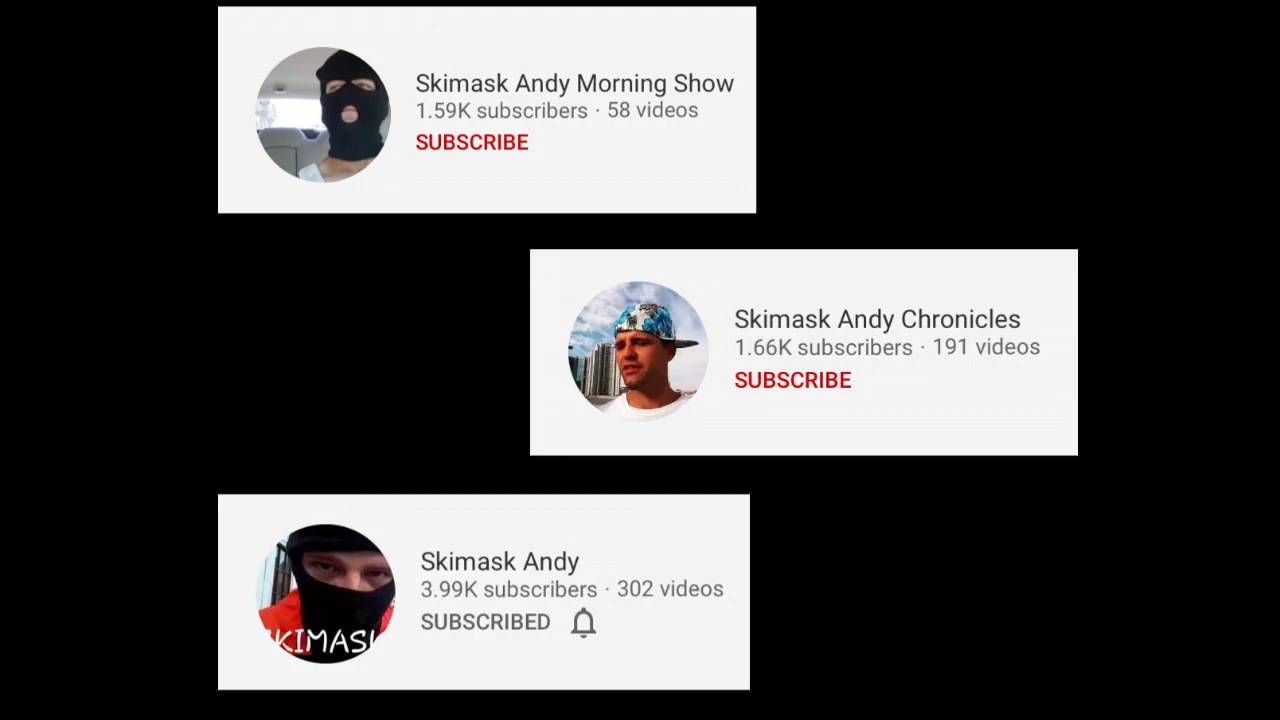 Skimask Andy Morning Show
1.59K subscribers · 58 videos
SUBSCRIBE
Skimask Andy Chronicles
1.66K subscribers · 191 videos
SUBSCRIBE
Skimask Andy
3.99K subscribers · 302 videos
SUBSCRIBED
SKIMASK